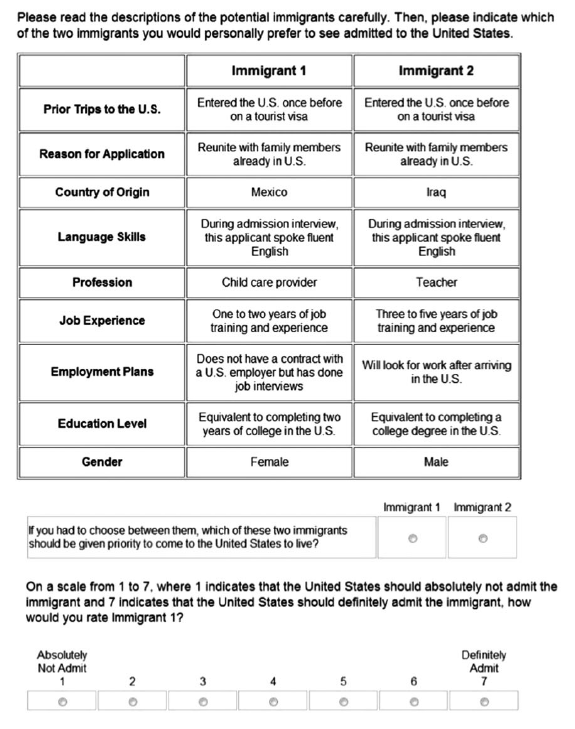 Please read the descriptions of the potential immigrants carefully. Then, please indicate which
of the two immigrants you would personally prefer to see admitted to the United States.
Immigrant 1 Immigrant 2
Prior Trips to the U.S.
Entered the U.S. once before
on a tourist visa
Entered the U.S. once before
on a tourist visa
Reason for Application
Reunite with family members
already in U.S.
Reunite with family members
already in U.S.
Country of Origin Mexico Iraq
Language Skills
During admission interview,
this applicant spoke fluent
English
During admission interview,
this applicant spoke fluent
English
Profession Child care provider Teacher
Job Experience
One to two years of job
training and experience
Three to five years of job
training and experience
Employment Plans
Does not have a contract with
a U.S. employer but has done
job interviews
Will look for work after arriving
in the U.S.
Education Level
Equivalent to completing two
years of college in the U.S.
Equivalent to completing a
college degree in the U.S.
Gender Female Male
Immigrant 1 Immigrant 2
If you had to choose between them, which of these two immigrants
should be given priority to come to the United States to live?
On a scale from 1 to 7, where 1 indicates that the United States should absolutely not admit the
immigrant and 7 indicates that the United States should definitely admit the immigrant, how
would you rate Immigrant 1?
Absolutely
Not Admit
Definitely
Admit
1 2 3 4 5 6 7